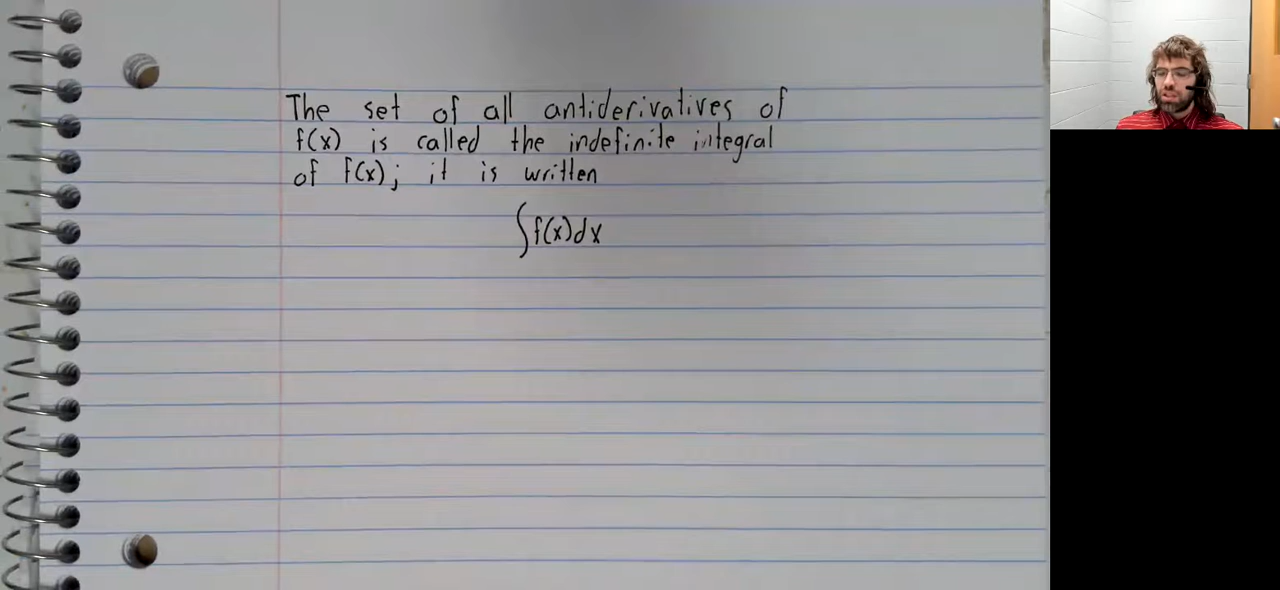 The set of all antiderivatives of
f(x) is called the indefinite integral
of f(x); it is written
∫f(x)dx